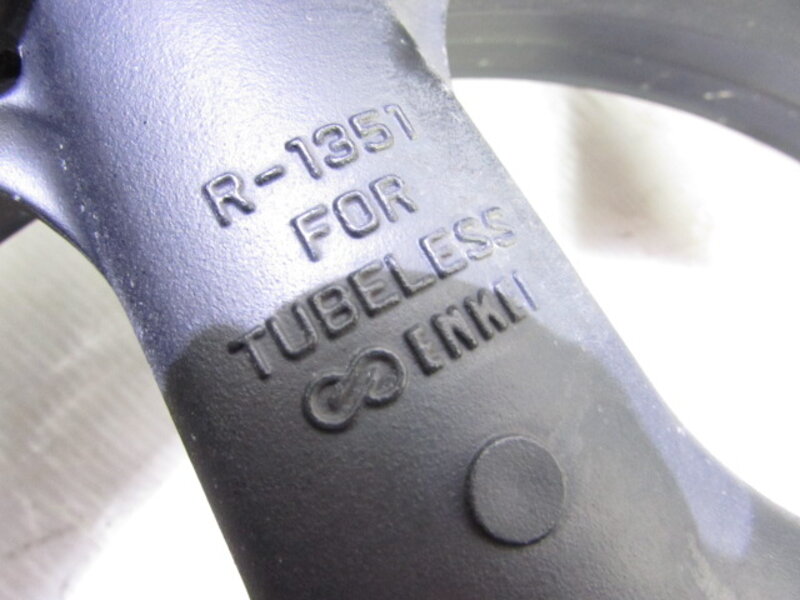 R-1351
FOR
TUBELESS
ENKEI